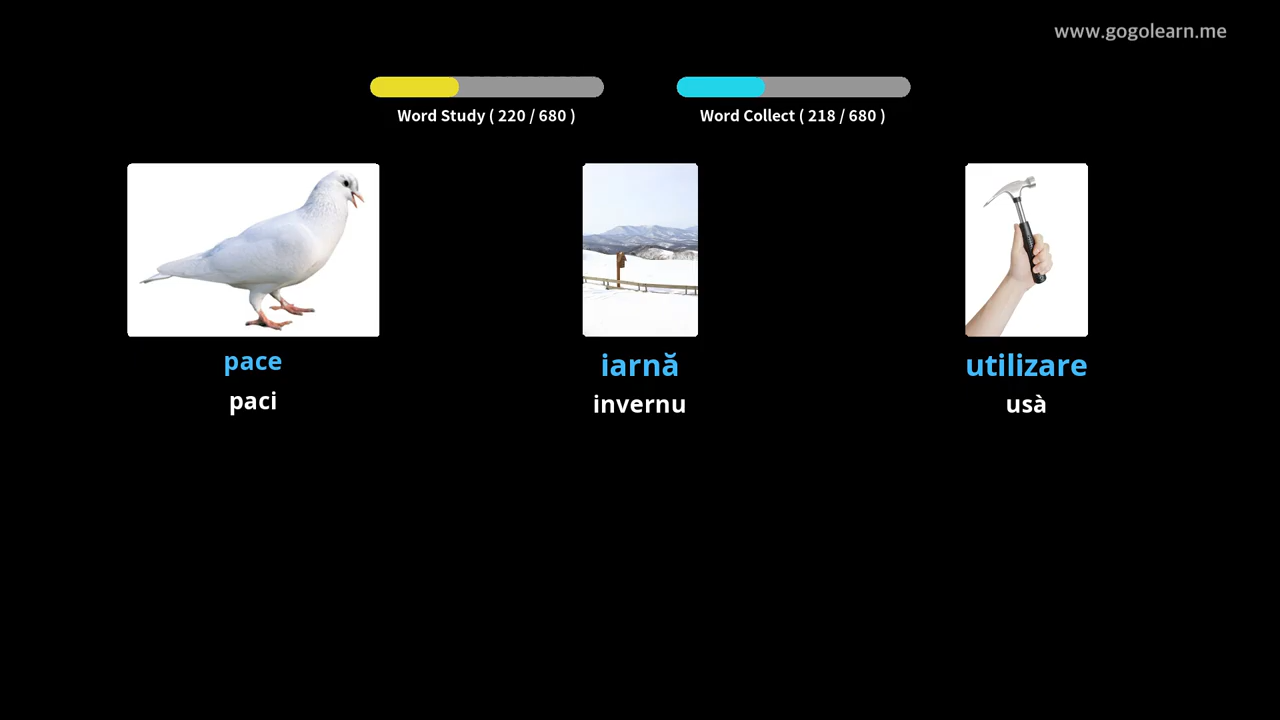 www.gogolearn.me
Word Study ( 220 / 680 )
Word Collect ( 218 / 680 )
pace
iarnă
utilizare
paci
invernu
usà